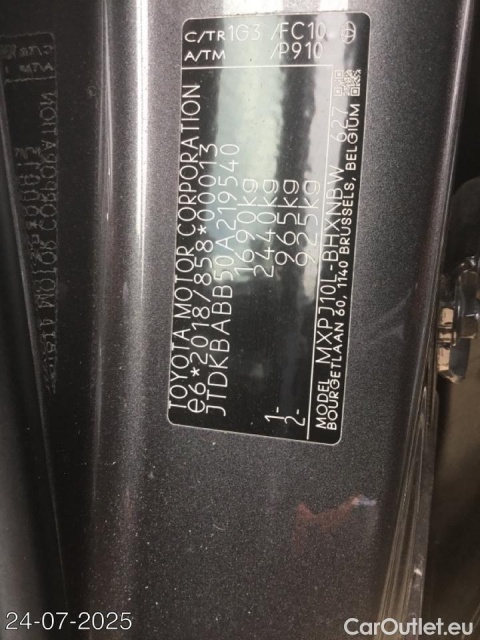 TOYOTA MOTOR CORPORATION
e6*2018/858*00013
JTDKBABB50A219540
1690kg
2440kg
1- 965kg
2- 925kg
MODEL MXPJ10L-BHXNBW 627
BOURGETLAAN 60, 1140 BRUSSELS, BELGIUM
C/TR 1G3 /FC10
A/TM /P910
24-07-2025
CarOutlet.eu